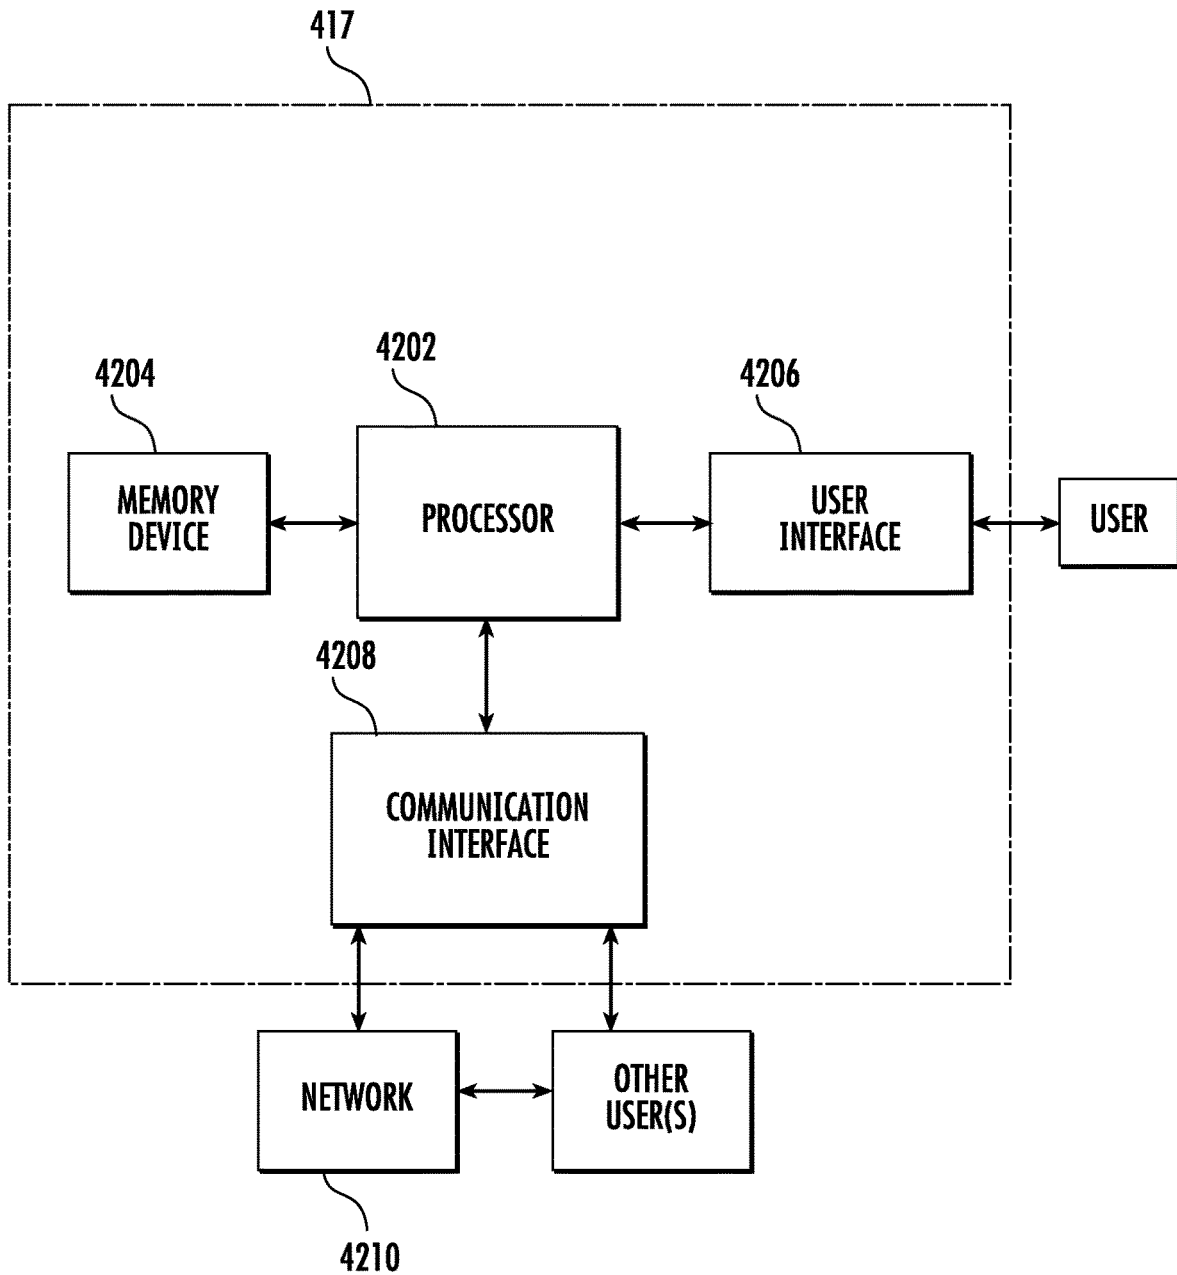 417
4202
4204
4206
MEMORY
DEVICE
PROCESSOR
USER
INTERFACE
USER
4208
COMMUNICATION
INTERFACE
NETWORK
OTHER
USER(S)
4210